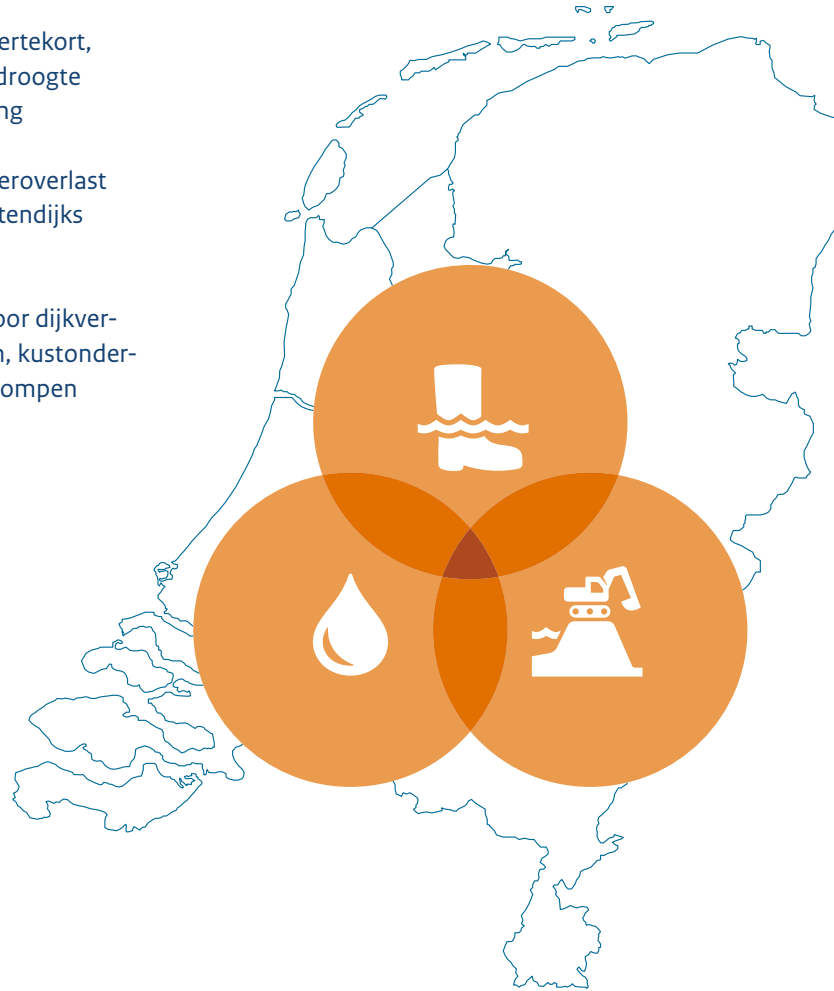 ertekort,
droogte
ng
eroverlast
tendijks
oor dijkver-
n, kustonder-
ompen